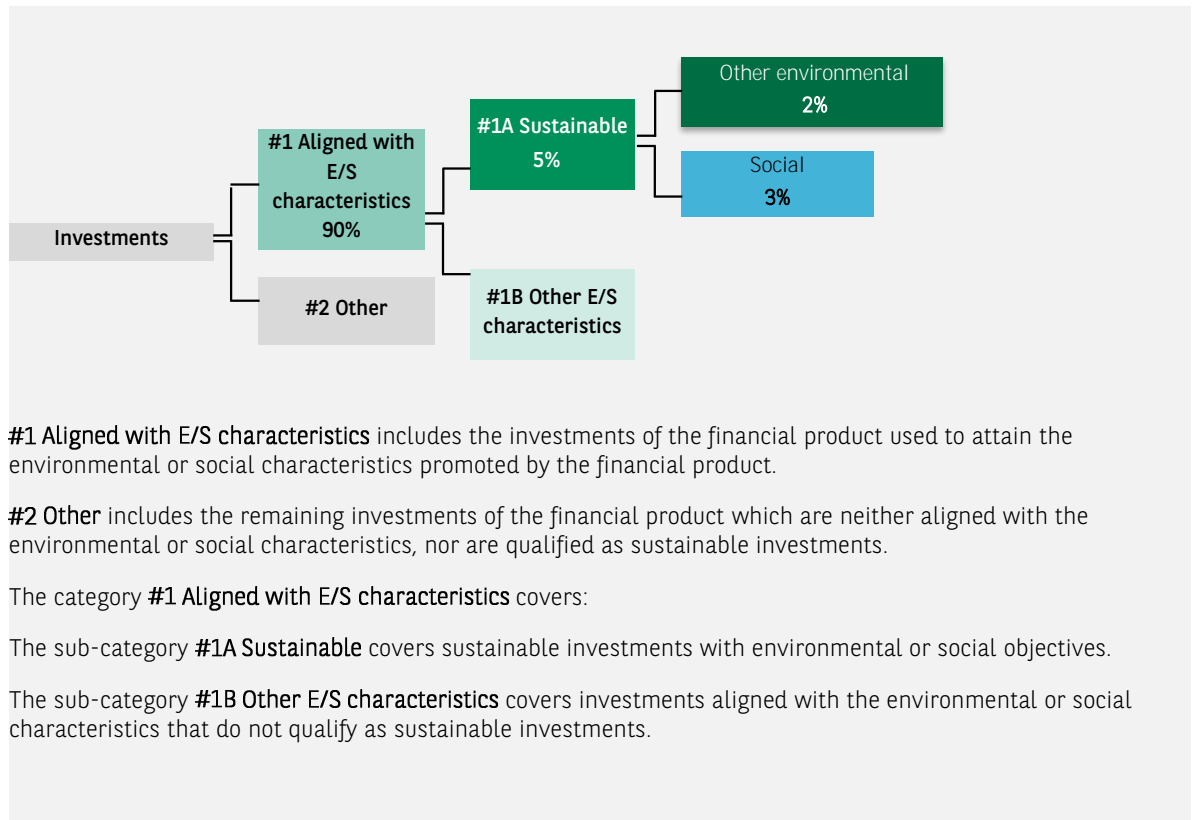 Other environmental
2%
#1A Sustainable
5%
#1 Aligned with
E/S
characteristics
90%
Social
3%
Investments
#2 Other
#1B Other E/S
characteristics
#1 Aligned with E/S characteristics includes the investments of the financial product used to attain the
environmental or social characteristics promoted by the financial product.
#2 Other includes the remaining investments of the financial product which are neither aligned with the
environmental or social characteristics, nor are qualified as sustainable investments.
The category #1 Aligned with E/S characteristics covers:
The sub-category #1A Sustainable covers sustainable investments with environmental or social objectives.
The sub-category #1B Other E/S characteristics covers investments aligned with the environmental or social
characteristics that do not qualify as sustainable investments.